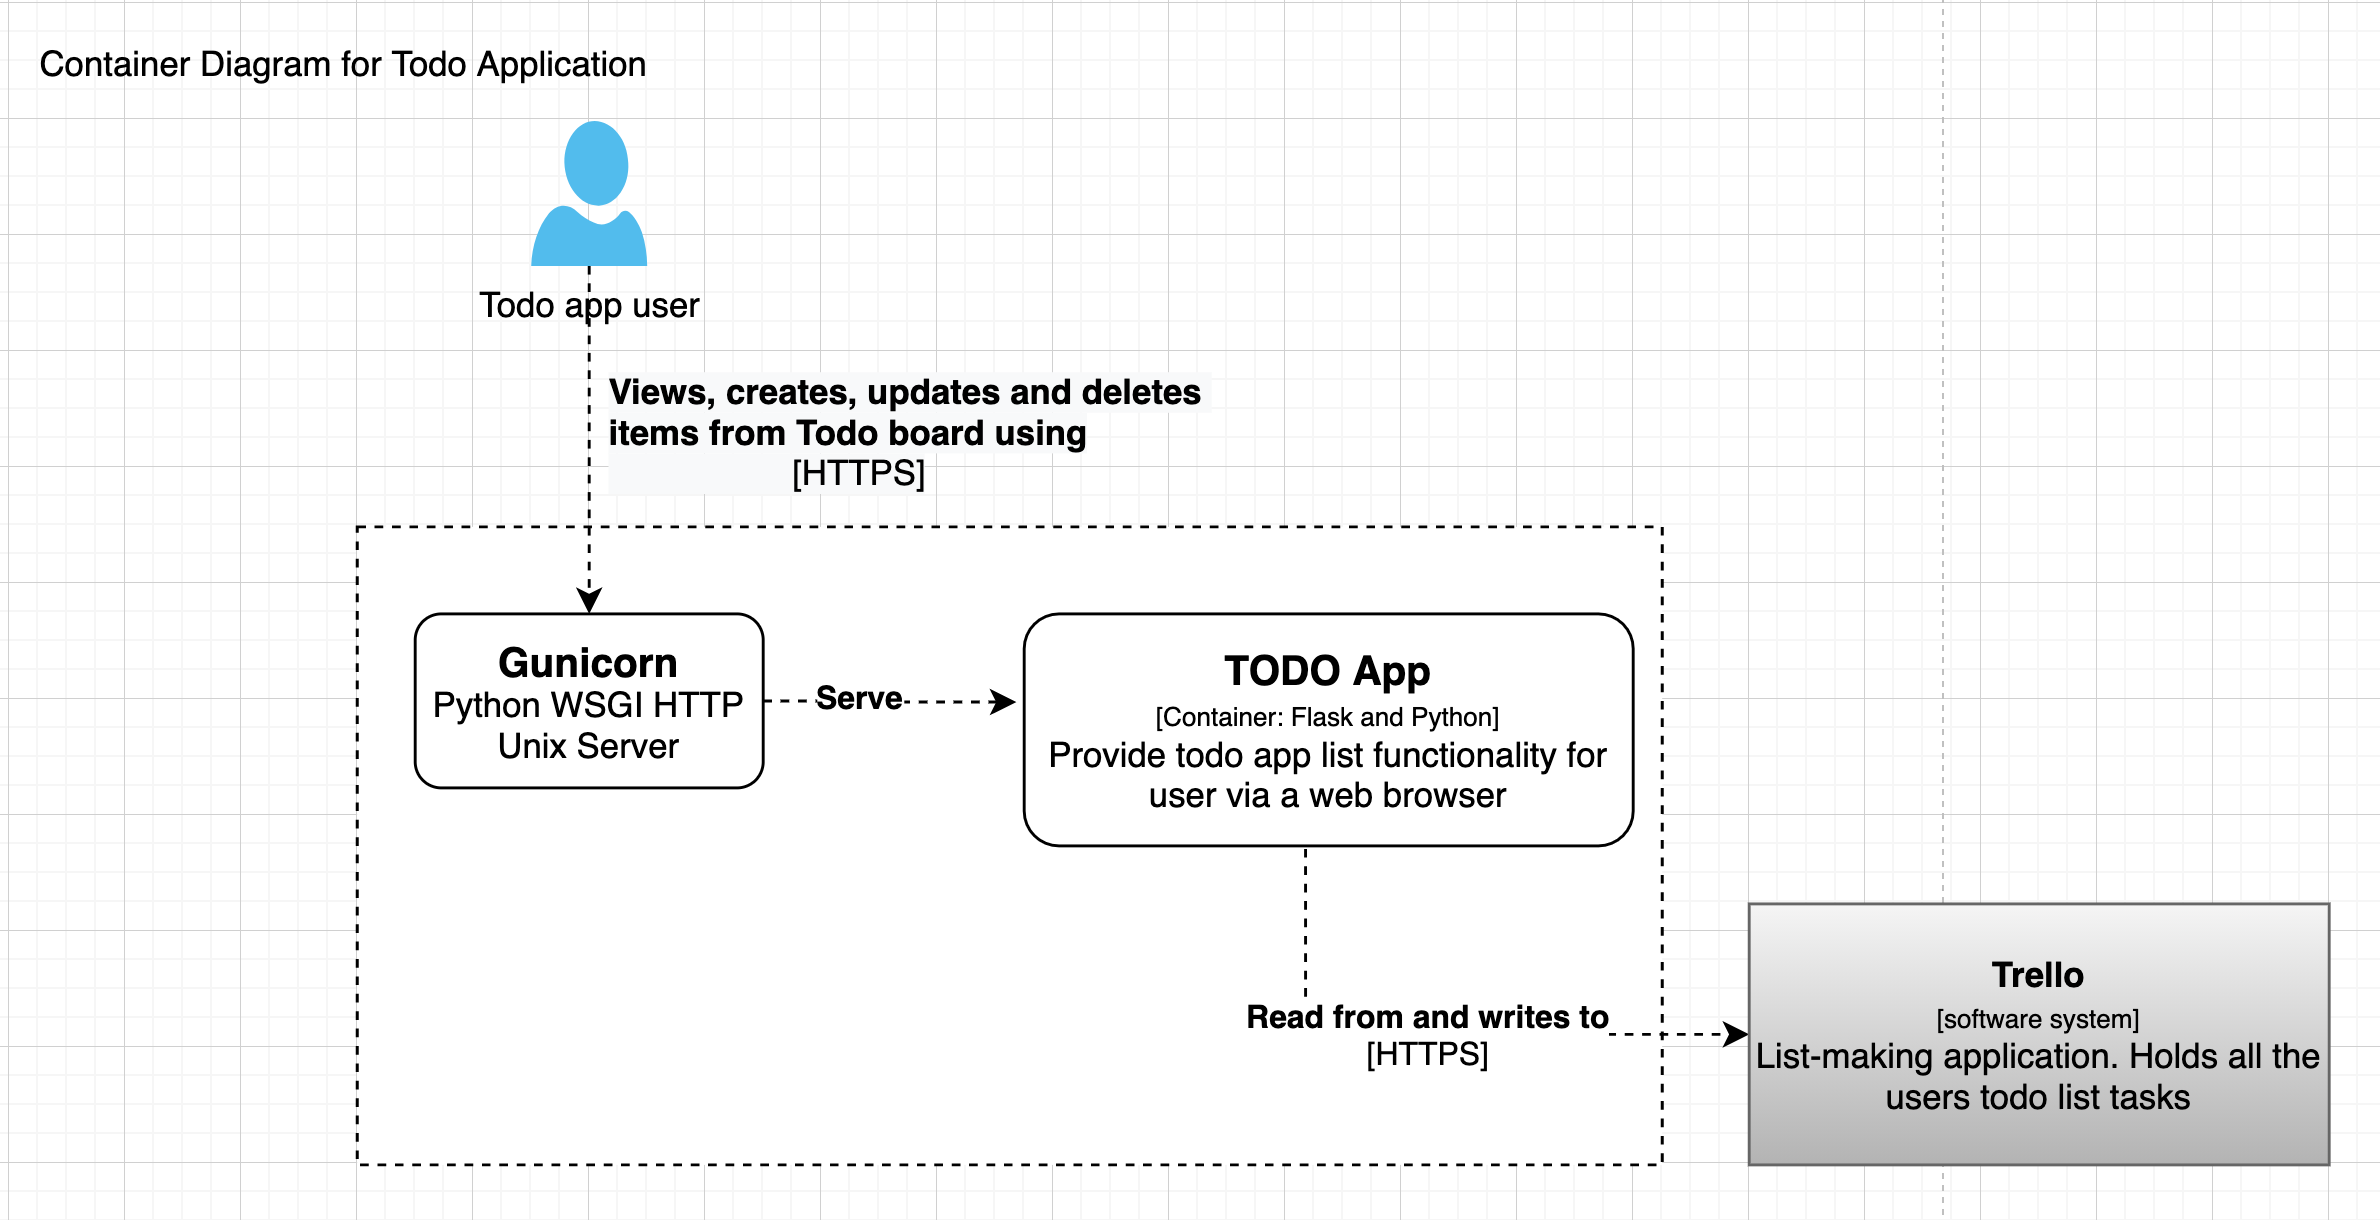 Container Diagram for Todo Application
Todo app user
Views, creates, updates and deletes
items from Todo board using
[HTTPS]
Gunicorn
Python WSGI HTTP
Unix Server
Serve
TODO App
[Container: Flask and Python]
Provide todo app list functionality for
user via a web browser
Read from and writes to
[HTTPS]
Trello
[software system]
List-making application. Holds all the
users todo list tasks